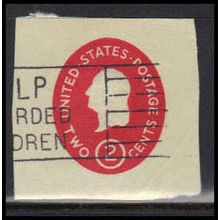 UNITED STATES · POSTAGE
TWO 2 CENTS
LP
RDED
DREN